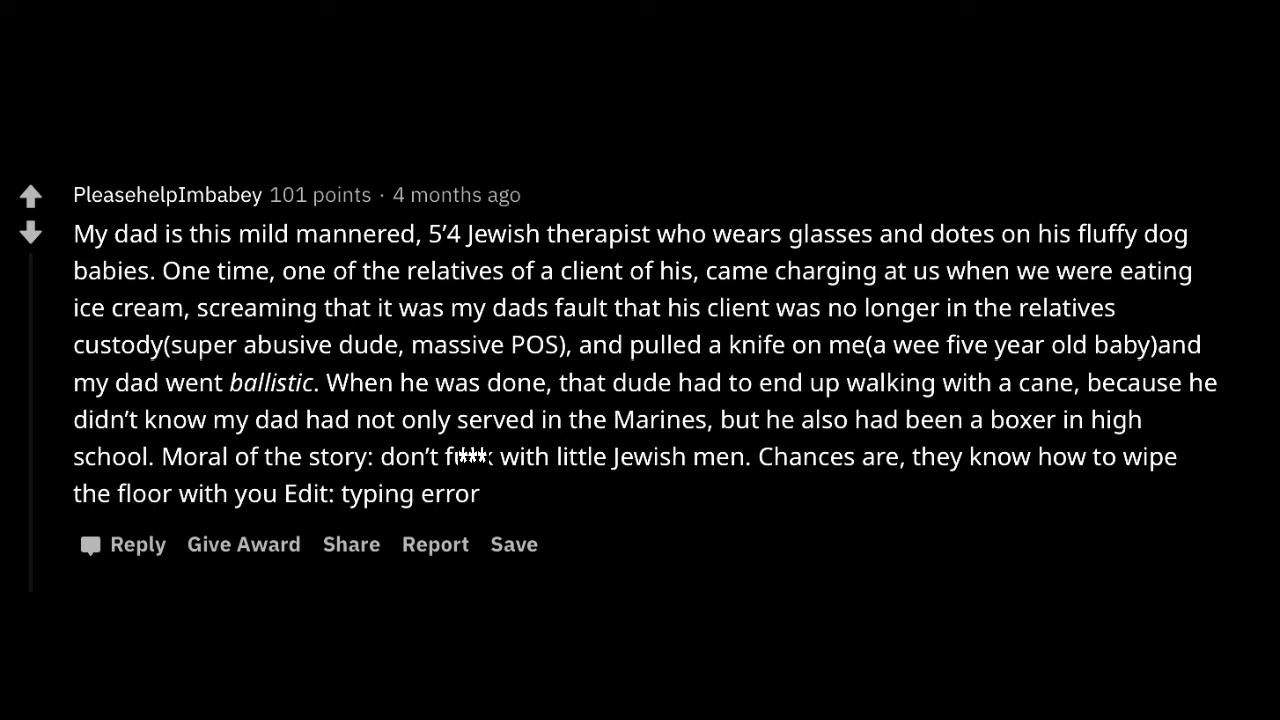 PleasehelpImbabey 101 points · 4 months ago
My dad is this mild mannered, 5’4 Jewish therapist who wears glasses and dotes on his fluffy dog
babies. One time, one of the relatives of a client of his, came charging at us when we were eating
ice cream, screaming that it was my dads fault that his client was no longer in the relatives
custody(super abusive dude, massive POS), and pulled a knife on me(a wee five year old baby)and
my dad went ballistic. When he was done, that dude had to end up walking with a cane, because he
didn’t know my dad had not only served in the Marines, but he also had been a boxer in high
school. Moral of the story: don’t f***k with little Jewish men. Chances are, they know how to wipe
the floor with you Edit: typing error
Reply Give Award Share Report Save